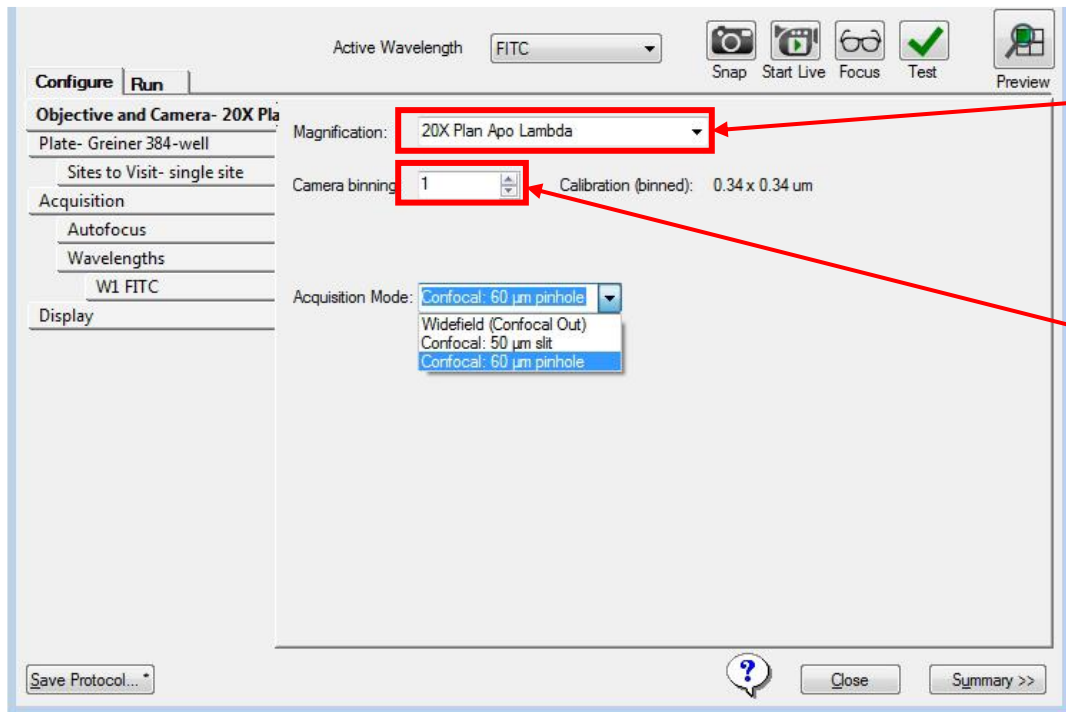 Active Wavelength FITC
Snap Start Live Focus Test Preview
Configure Run
Objective and Camera- 20X Pla
Plate- Greiner 384-well
Sites to Visit- single site
Acquisition
Autofocus
Wavelengths
W1 FITC
Display
Magnification: 20X Plan Apo Lambda
Camera binning 1 Calibration (binned): 0.34 x 0.34 um
Acquisition Mode: Confocal: 60 µm pinhole
Widefield (Confocal Out)
Confocal: 50 µm slit
Confocal: 60 µm pinhole
Save Protocol... * ? Close Summary >>